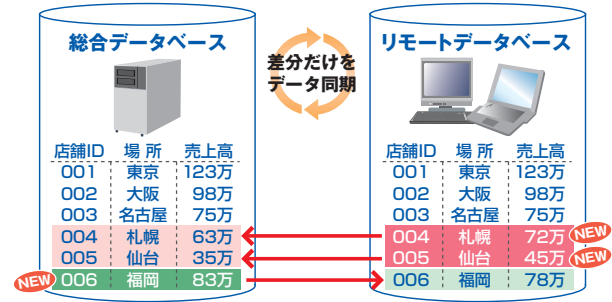 総合データベース
差分だけを
データ同期
リモートデータベース
店舗ID 場所 売上高
001 東京 123万
002 大阪 98万
003 名古屋 75万
004 札幌 63万
005 仙台 35万
NEW 006 福岡 83万
店舗ID 場所 売上高
001 東京 123万
002 大阪 98万
003 名古屋 75万
004 札幌 72万 NEW
005 仙台 45万 NEW
006 福岡 78万